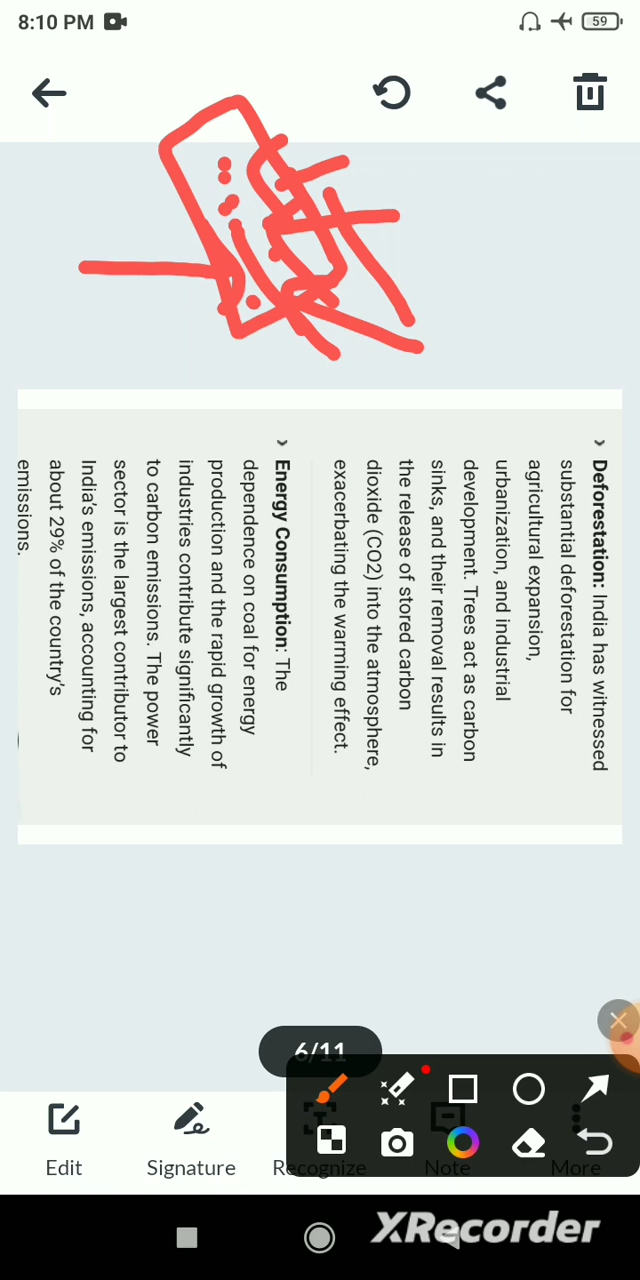 8:10 PM
59
› Deforestation: India has witnessed
substantial deforestation for
agricultural expansion,
urbanization, and industrial
development. Trees act as carbon
sinks, and their removal results in
the release of stored carbon
dioxide (CO2) into the atmosphere,
exacerbating the warming effect.
› Energy Consumption: The
dependence on coal for energy
production and the rapid growth of
industries contribute significantly
to carbon emissions. The power
sector is the largest contributor to
India's emissions, accounting for
about 29% of the country's
emissions.
6/11
Edit
Signature
Recognize
Note
More
XRecorder